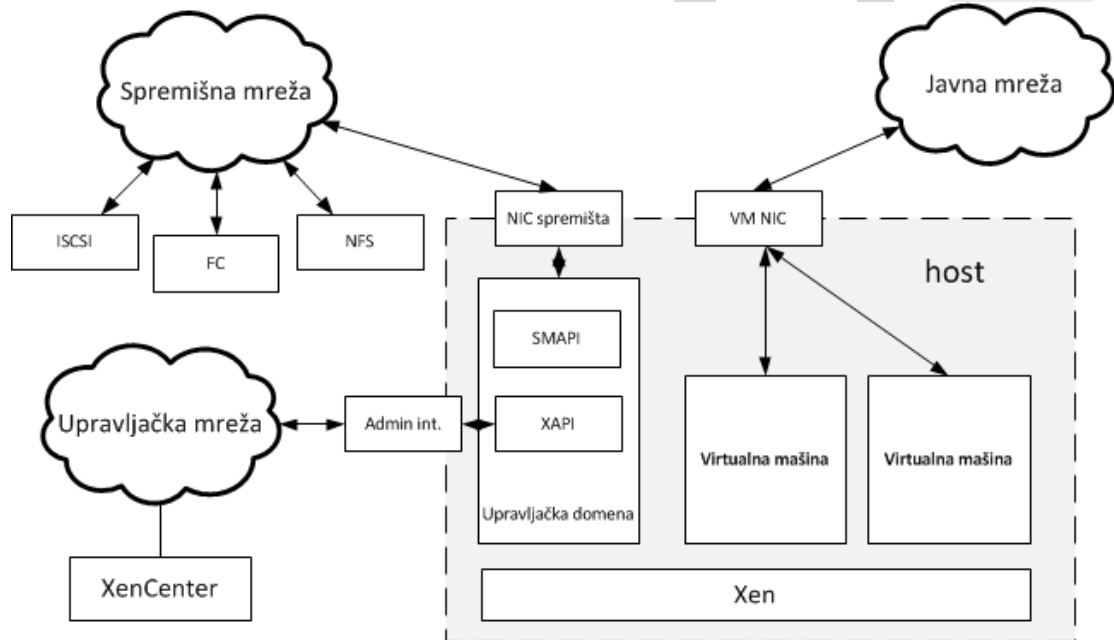 Spremišna mreža
Javna mreža
ISCSI
FC
NFS
NIC spremišta
VM NIC
host
SMAPI
XAPI
Upravljačka domena
Upravljačka mreža
Admin int.
Virtualna mašina
Virtualna mašina
XenCenter
Xen